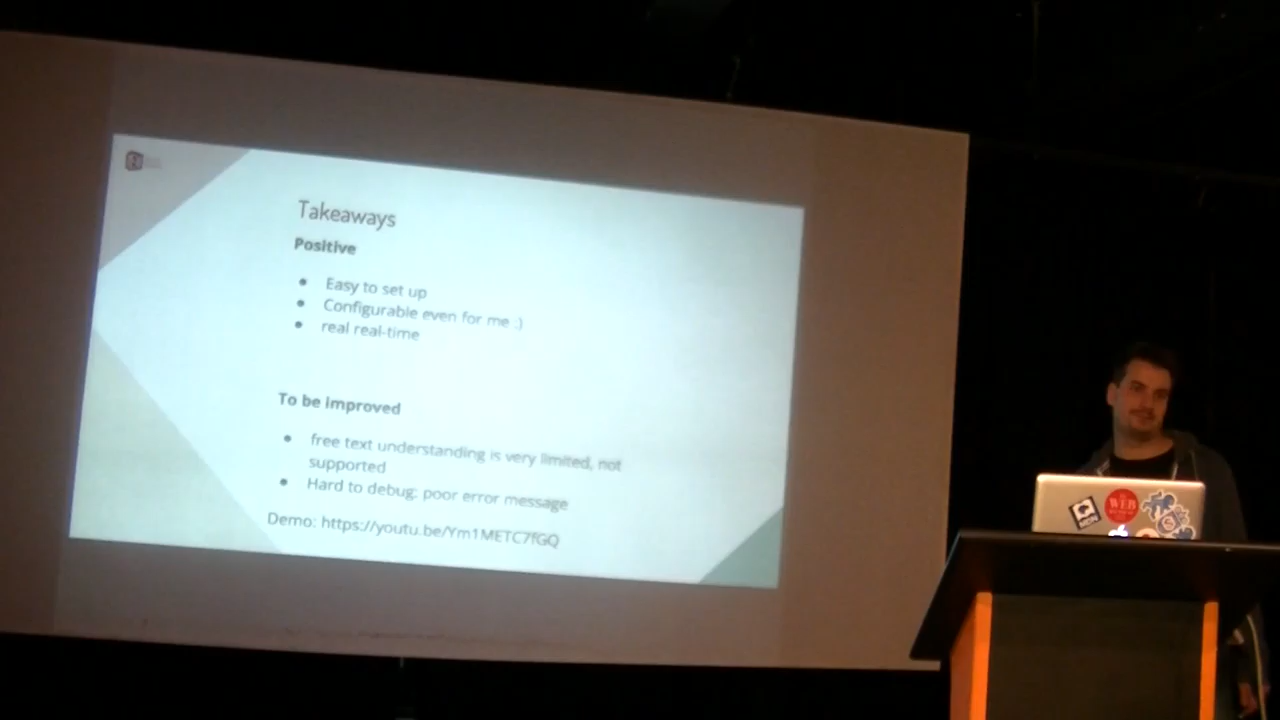 Takeaways
Positive
• Easy to set up
• Configurable even for me :)
• real real-time
To be improved
• free text understanding is very limited, not
supported
• Hard to debug: poor error message
Demo: https://youtu.be/Ym1METC7fGQ
WEB